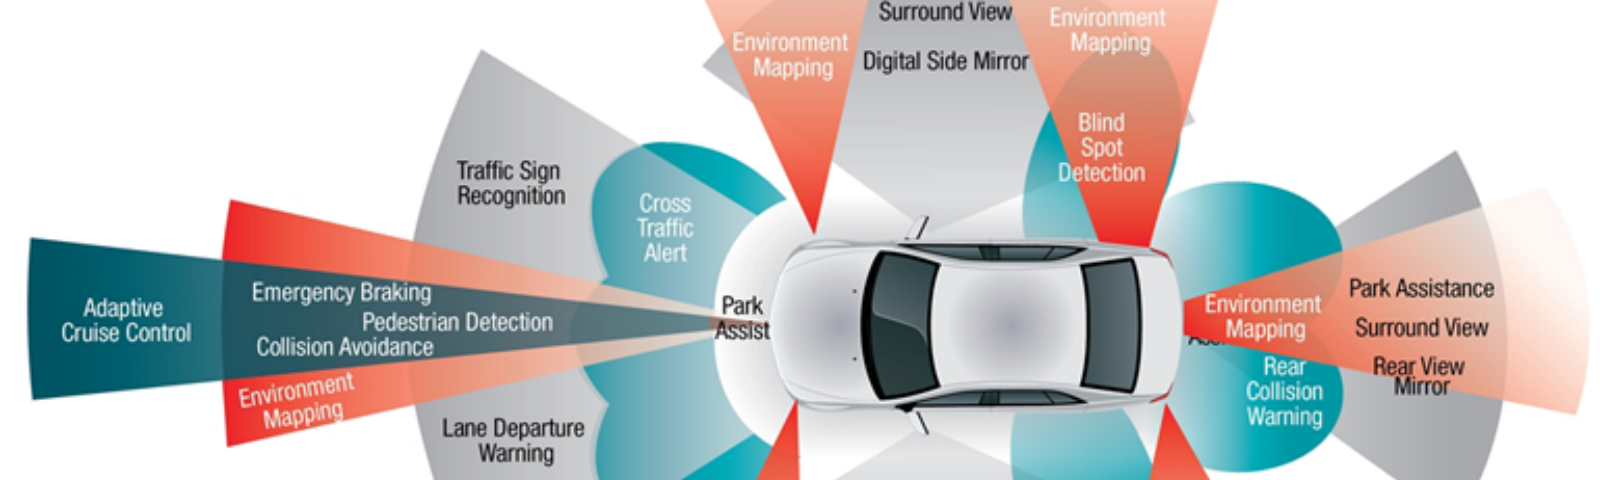 Surround View
Digital Side Mirror
Environment
Mapping
Environment
Mapping
Blind
Spot
Detection
Traffic Sign
Recognition
Cross
Traffic
Alert
Adaptive
Cruise Control
Emergency Braking
Pedestrian Detection
Collision Avoidance
Environment
Mapping
Lane Departure
Warning
Park
Assist
Environment
Mapping
Park Assistance
Surround View
Rear View
Mirror
Rear
Collision
Warning